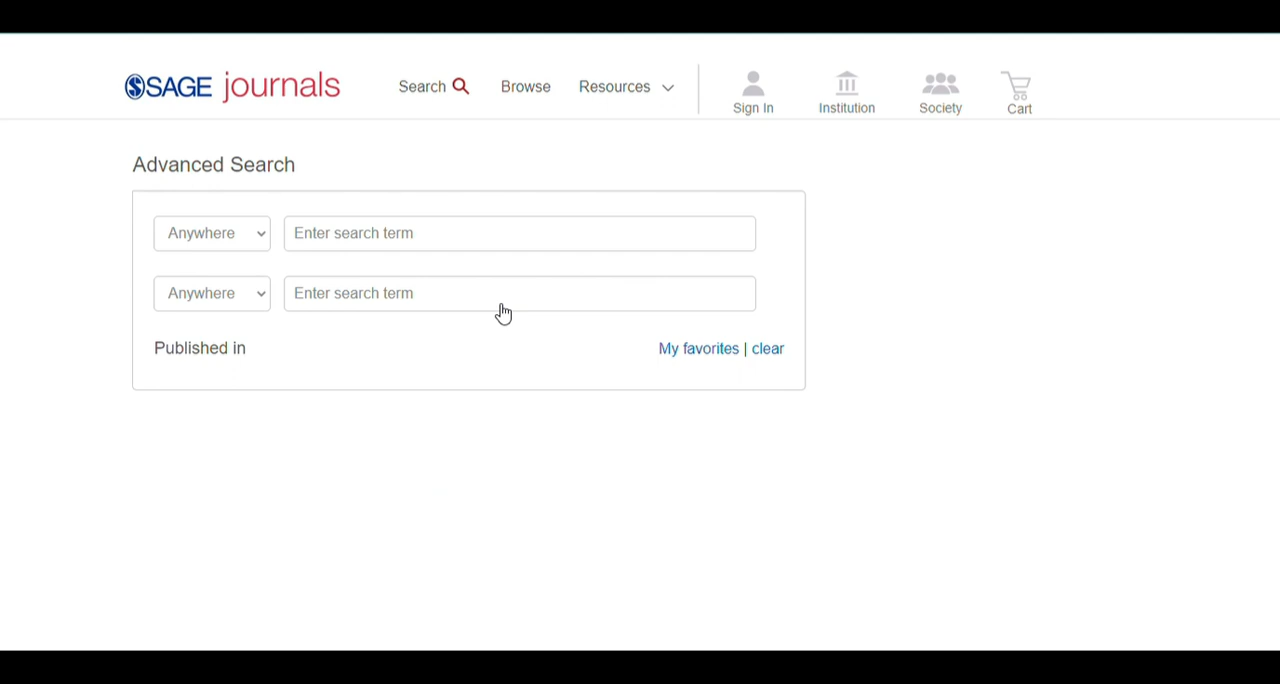 SAGE journals
Search
Browse
Resources
Sign In
Institution
Society
Cart
Advanced Search
Anywhere
Enter search term
Anywhere
Enter search term
Published in
My favorites | clear